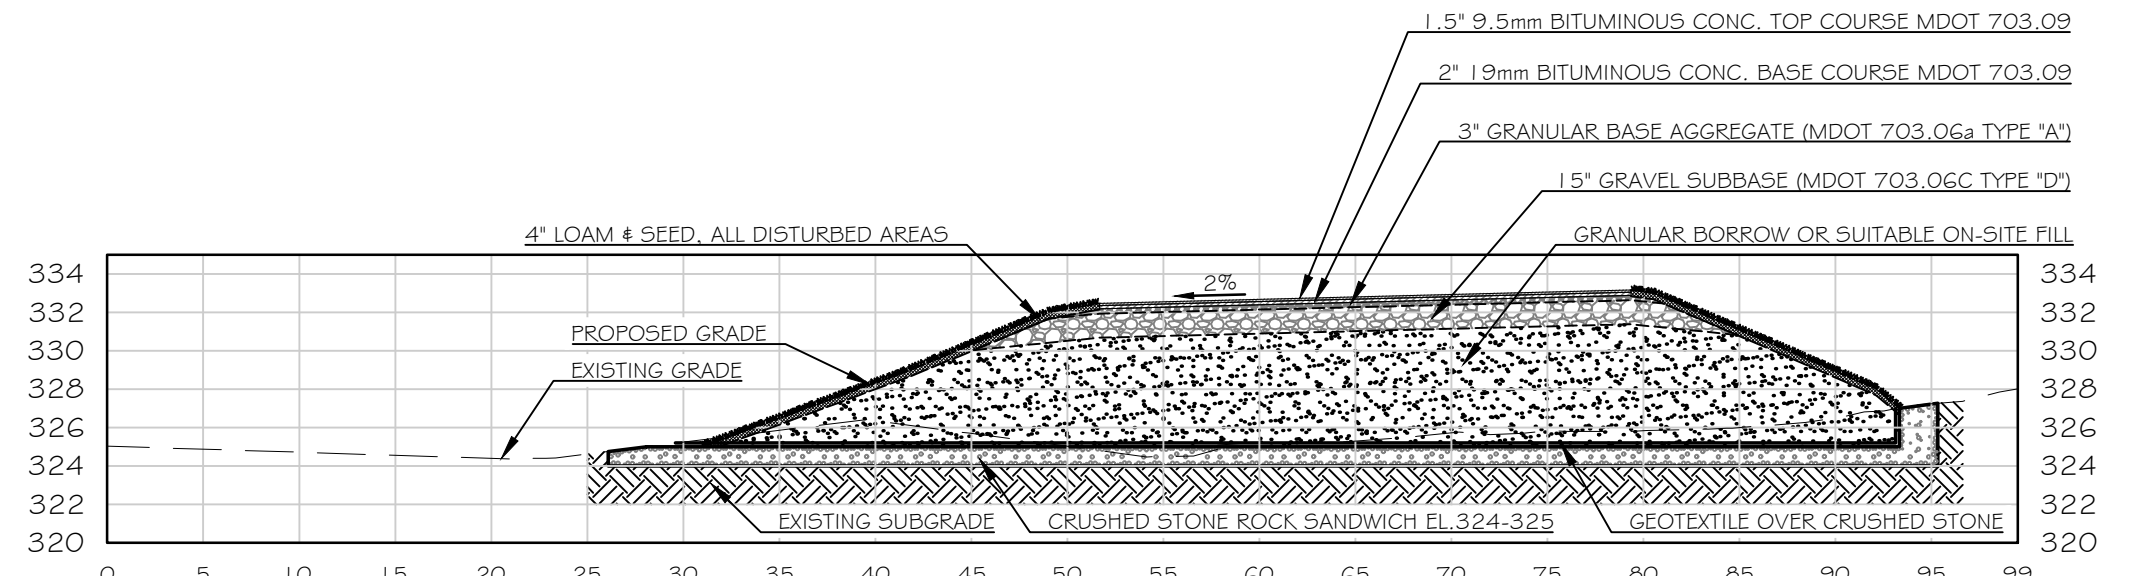 1.5" 9.5mm BITUMINOUS CONC. TOP COURSE MDOT 703.09
2" 19mm BITUMINOUS CONC. BASE COURSE MDOT 703.09
3" GRANULAR BASE AGGREGATE (MDOT 703.06a TYPE "A")
15" GRAVEL SUBBASE (MDOT 703.06C TYPE "D")
4" LOAM & SEED, ALL DISTURBED AREAS
GRANULAR BORROW OR SUITABLE ON-SITE FILL
334 334
2%
332 332
PROPOSED GRADE
330 330
EXISTING GRADE
328 328
326 326
324 324
322 322
EXISTING SUBGRADE CRUSHED STONE ROCK SANDWICH EL.324-325 GEOTEXTILE OVER CRUSHED STONE
320 320
0 5 10 15 20 25 30 35 40 45 50 55 60 65 70 75 80 85 90 95 99